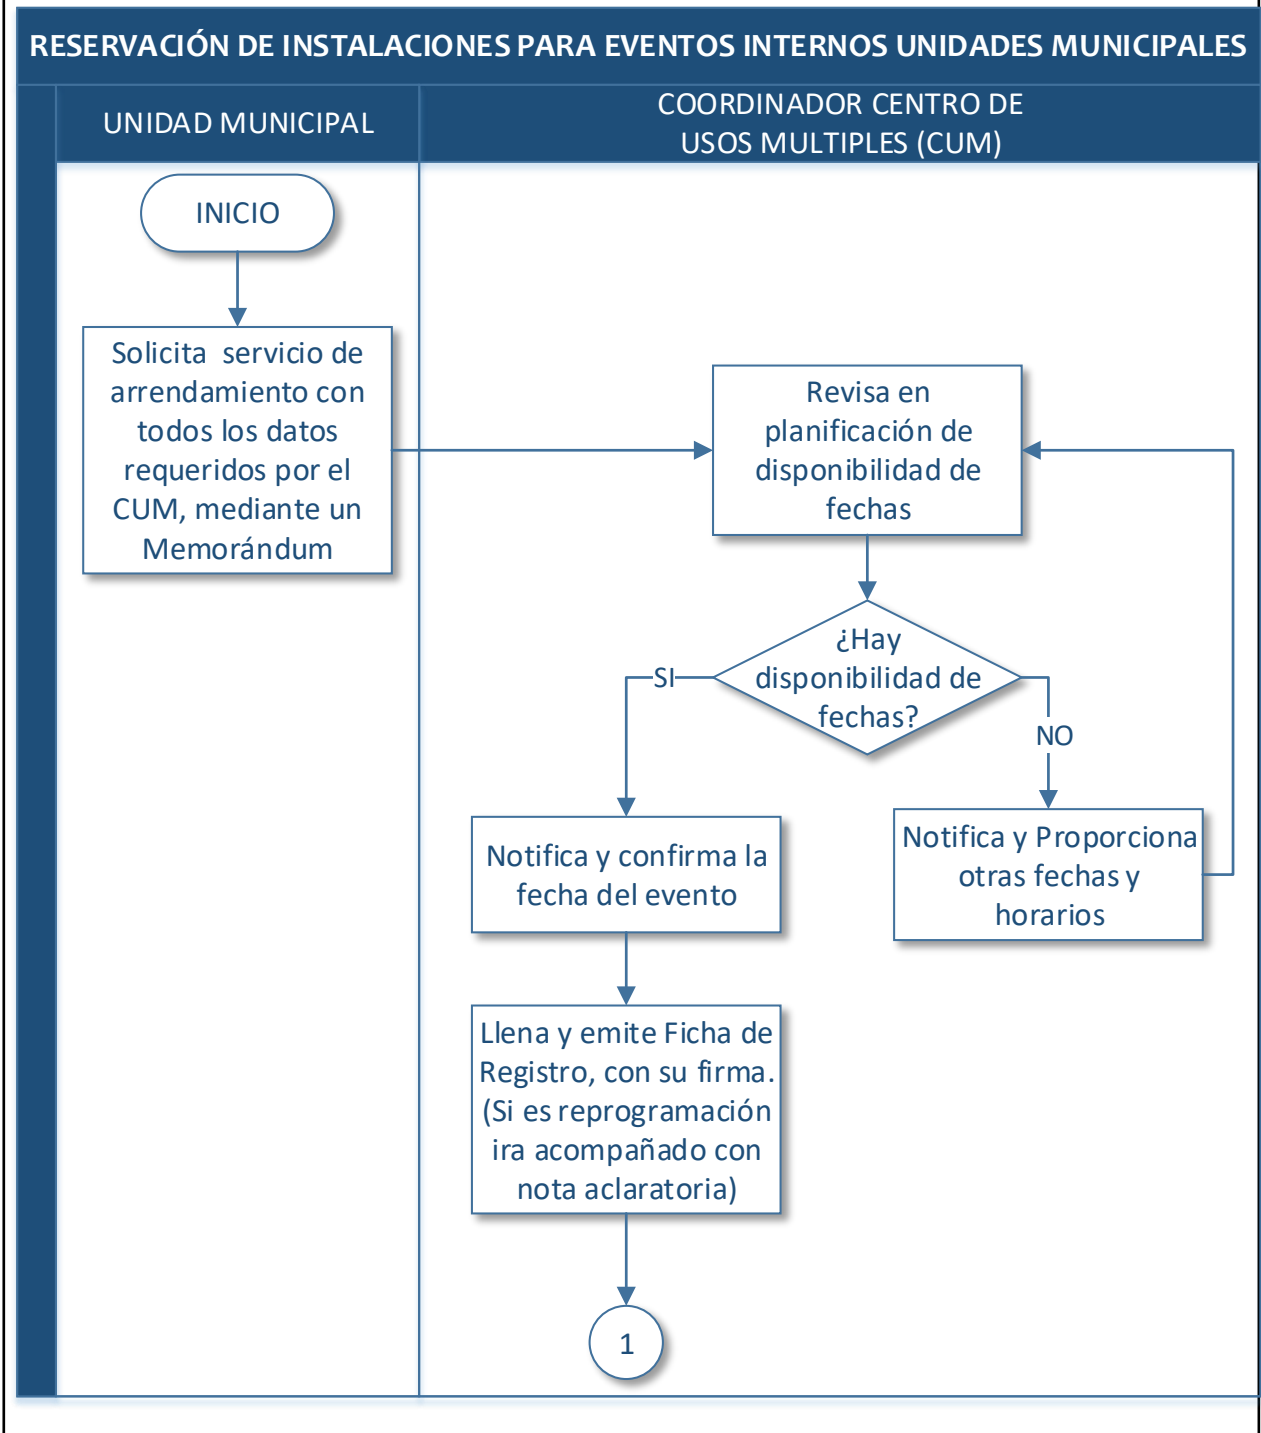 RESERVACIÓN DE INSTALACIONES PARA EVENTOS INTERNOS UNIDADES MUNICIPALES
UNIDAD MUNICIPAL
COORDINADOR CENTRO DE
USOS MULTIPLES (CUM)
INICIO
Solicita servicio de
arrendamiento con
todos los datos
requeridos por el
CUM, mediante un
Memorándum
Revisa en
planificación de
disponibilidad de
fechas
¿Hay
disponibilidad de
fechas?
SI
NO
Notifica y confirma la
fecha del evento
Notifica y Proporciona
otras fechas y
horarios
Llena y emite Ficha de
Registro, con su firma.
(Si es reprogramación
ira acompañado con
nota aclaratoria)
1